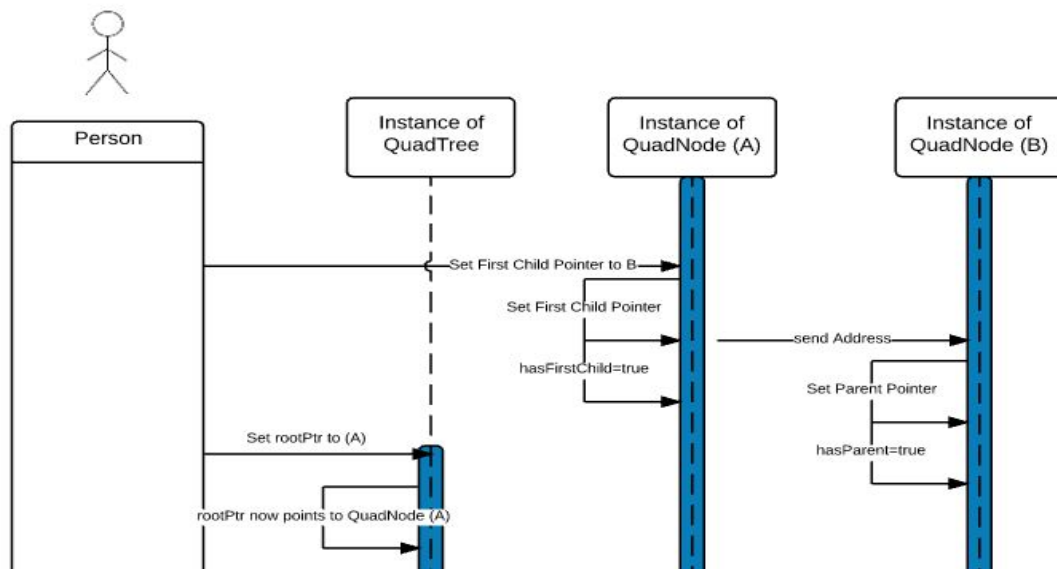 Person
Instance of
QuadTree
Instance of
QuadNode (A)
Instance of
QuadNode (B)
Set First Child Pointer to B
Set First Child Pointer
send Address
hasFirstChild=true
Set Parent Pointer
Set rootPtr to (A)
hasParent=true
rootPtr now points to QuadNode (A)